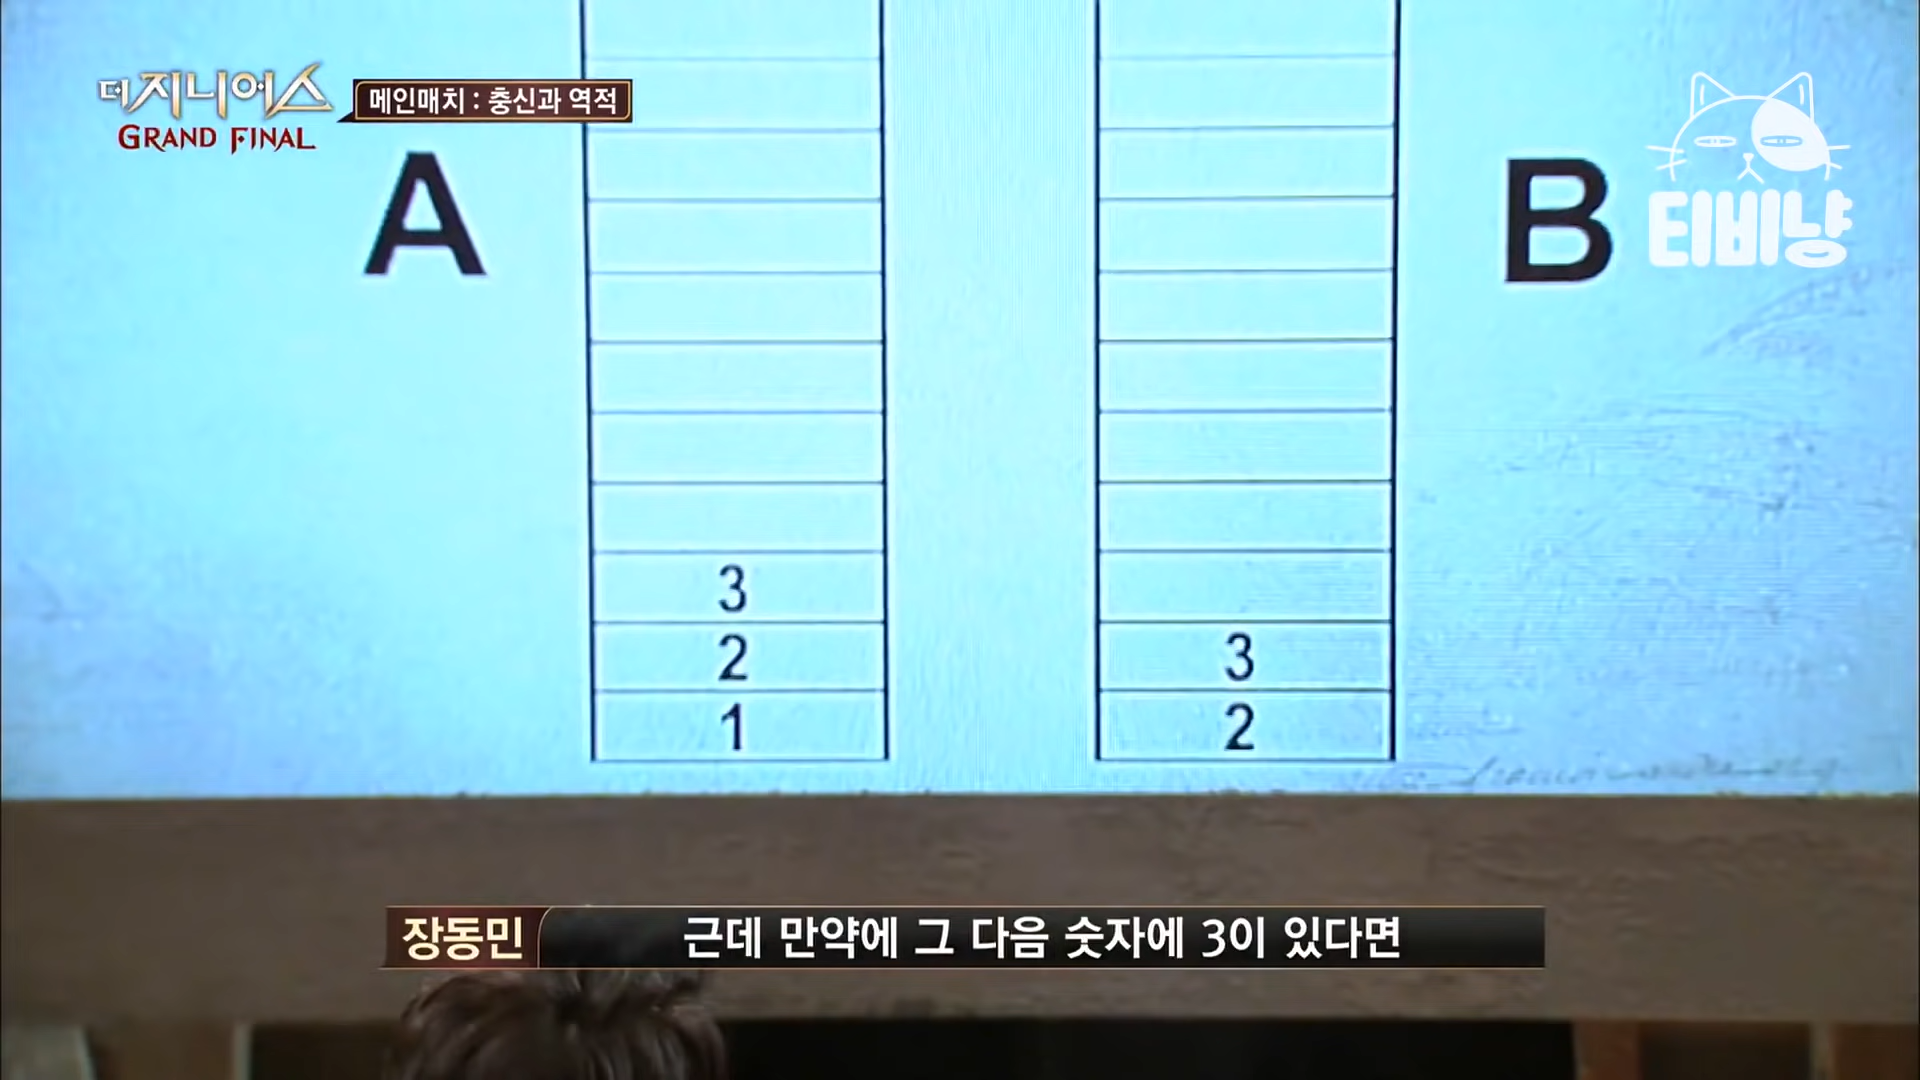 더 지니어스
GRAND FINAL
메인매치 : 충신과 역적
티비냥
A
B
3
2
1
3
2
장동민
근데 만약에 그 다음 숫자에 3이 있다면